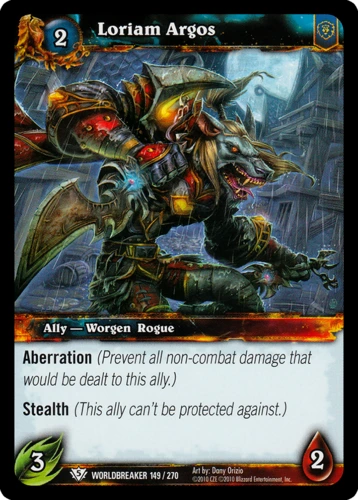 2
Loriam Argos
Ally — Worgen Rogue
Aberration (Prevent all non-combat damage that
would be dealt to this ally.)
Stealth (This ally can't be protected against.)
3
S
WORLDBREAKER 149/270
Art by: Dany Orizio
©2010 CZE ©2010 Blizzard Entertainment, Inc.
2